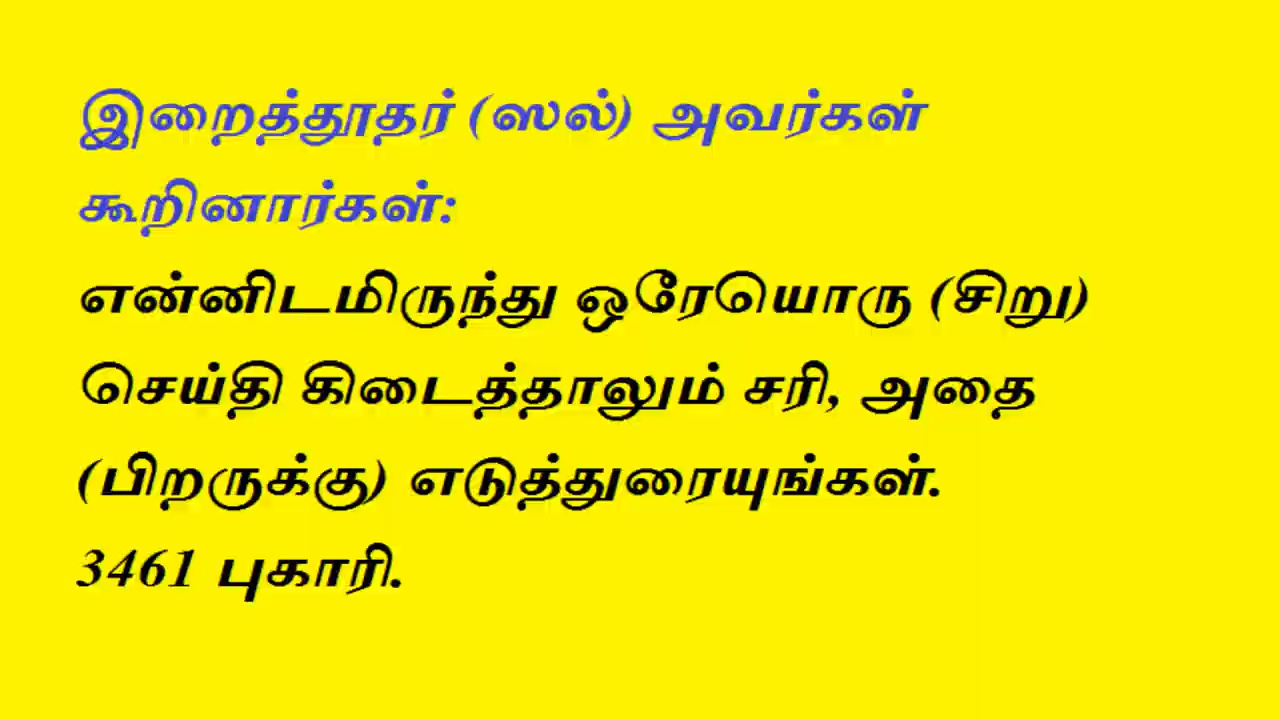 இறைத்தூதர் (ஸல்) அவர்கள்
கூறினார்கள்:
என்னிடமிருந்து ஒரேயொரு (சிறு)
செய்தி கிடைத்தாலும் சரி, அதை
(பிறருக்கு) எடுத்துரையுங்கள்.
3461 புகாரி.